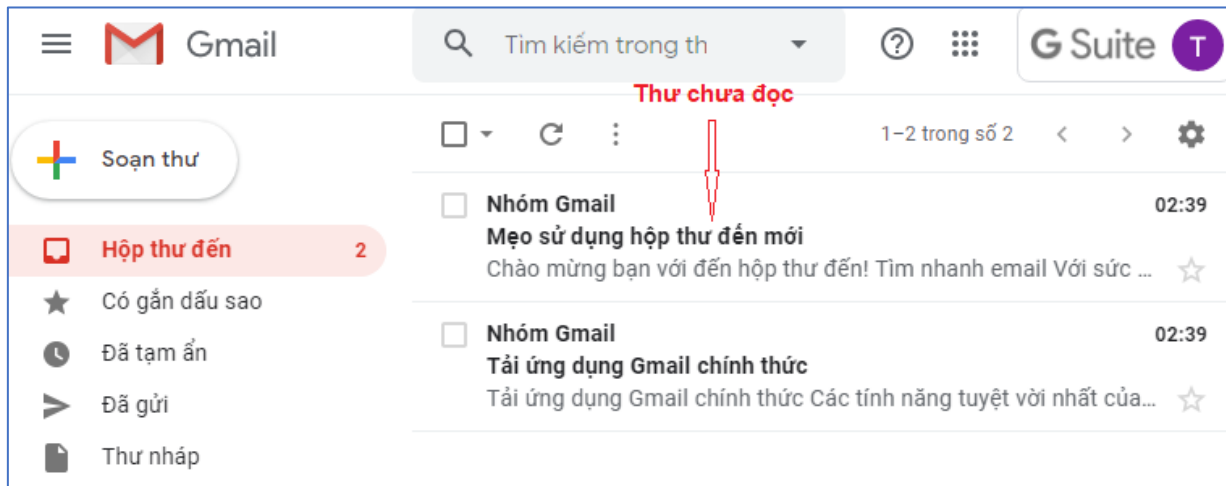 Gmail
Tìm kiếm trong th
G Suite
T
Thư chưa đọc
1–2 trong số 2
Soạn thư
Nhóm Gmail
02:39
Mẹo sử dụng hộp thư đến mới
Chào mừng bạn với đến hộp thư đến! Tìm nhanh email Với sức ...
Hộp thư đến
2
Có gắn dấu sao
Nhóm Gmail
02:39
Tải ứng dụng Gmail chính thức
Tải ứng dụng Gmail chính thức Các tính năng tuyệt vời nhất của...
Đã tạm ẩn
Đã gửi
Thư nháp